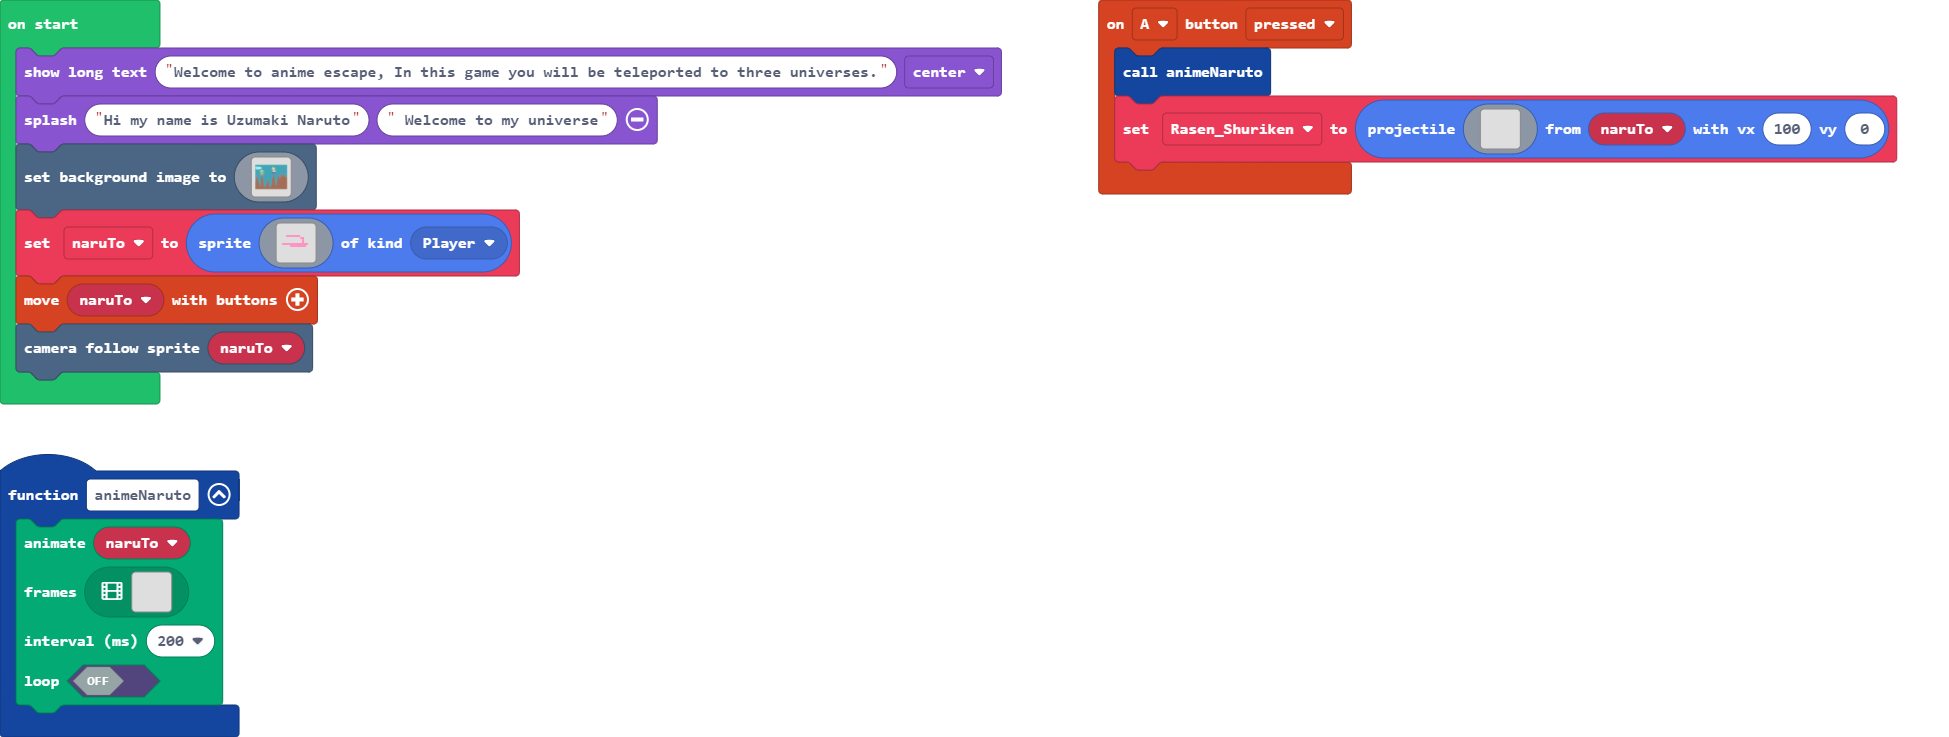 on start
show long text "Welcome to anime escape, In this game you will be teleported to three universes." center
splash "Hi my name is Uzumaki Naruto" " Welcome to my universe"
set background image to
set naruTo to sprite of kind Player
move naruTo with buttons
camera follow sprite naruTo
on A button pressed
call animeNaruto
set Rasen_Shuriken to projectile from naruTo with vx 100 vy 0
function animeNaruto
animate naruTo
frames
interval (ms) 200
loop OFF